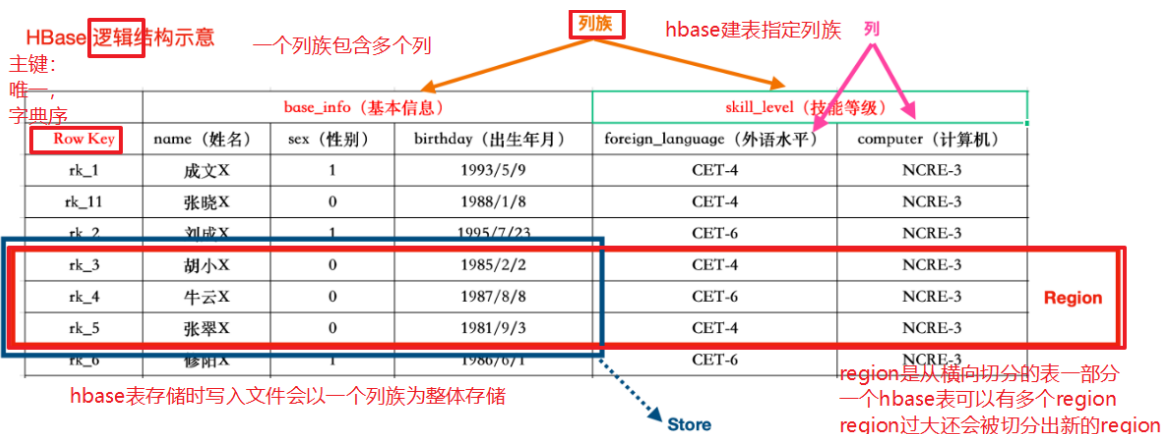 列族
hbase建表指定列族
列
HBase 逻辑结构示意
一个列族包含多个列
主键:
唯一,
字典序
base_info（基本信息） skill_level（技能等级）
Row Key name（姓名） sex（性别） birthday（出生年月） foreign_language（外语水平） computer（计算机）
rk_1 成文X 1 1993/5/9 CET-4 NCRE-3
rk_11 张晓X 0 1988/1/8 CET-4 NCRE-3
rk_2 刘成X 1 1995/7/23 CET-6 NCRE-3
rk_3 胡小X 0 1985/2/2 CET-4 NCRE-3
rk_4 牛云X 0 1987/8/8 CET-6 NCRE-3
rk_5 张翠X 0 1981/9/3 CET-4 NCRE-3
rk_6 修阳X 1 1986/6/1 CET-6 NCRE-3
Region
hbase表存储时写入文件会以一个列族为整体存储
Store
region是从横向切分的表一部分
一个hbase表可以有多个region
region过大还会被切分出新的region